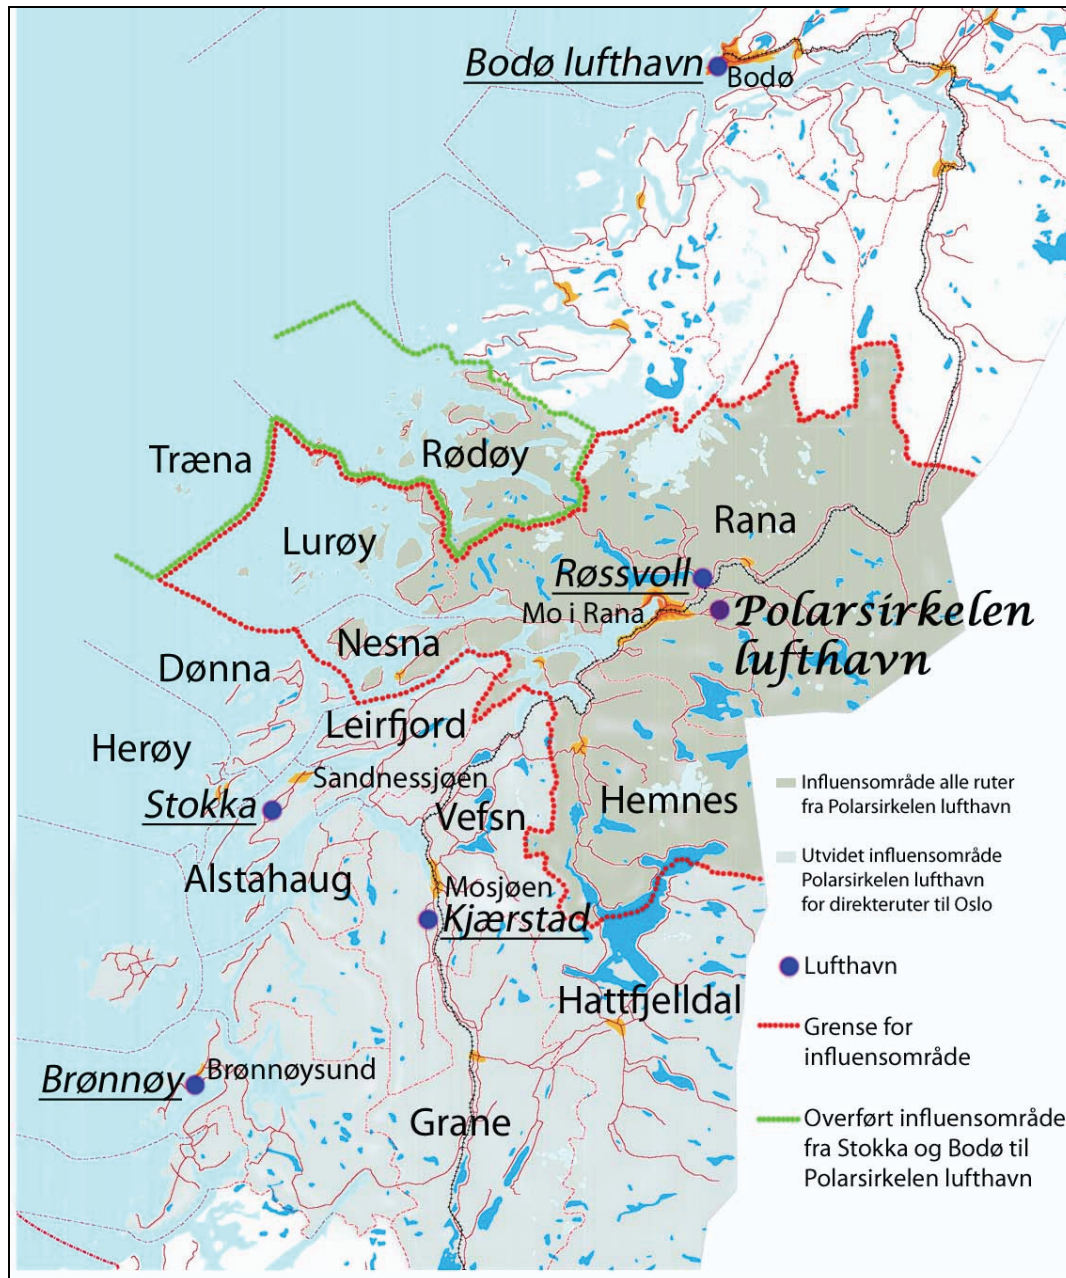 Bodø lufthavn
Bodø
Træna
Rødøy
Lurøy
Rana
Røssvoll
Mo i Rana
Polarsirkelen
lufthavn
Nesna
Dønna
Leirfjord
Herøy
Sandnessjøen
Stokka
Vefsn
Hemnes
Alstahaug
Mosjøen
Kjærstad
Hattfjelldal
Brønnøy
Brønnøysund
Grane
Influensområde alle ruter
fra Polarsirkelen lufthavn
Utvidet influensområde
Polarsirkelen lufthavn
for direkteruter til Oslo
Lufthavn
Grense for
influensområde
Overført influensområde
fra Stokka og Bodø til
Polarsirkelen lufthavn